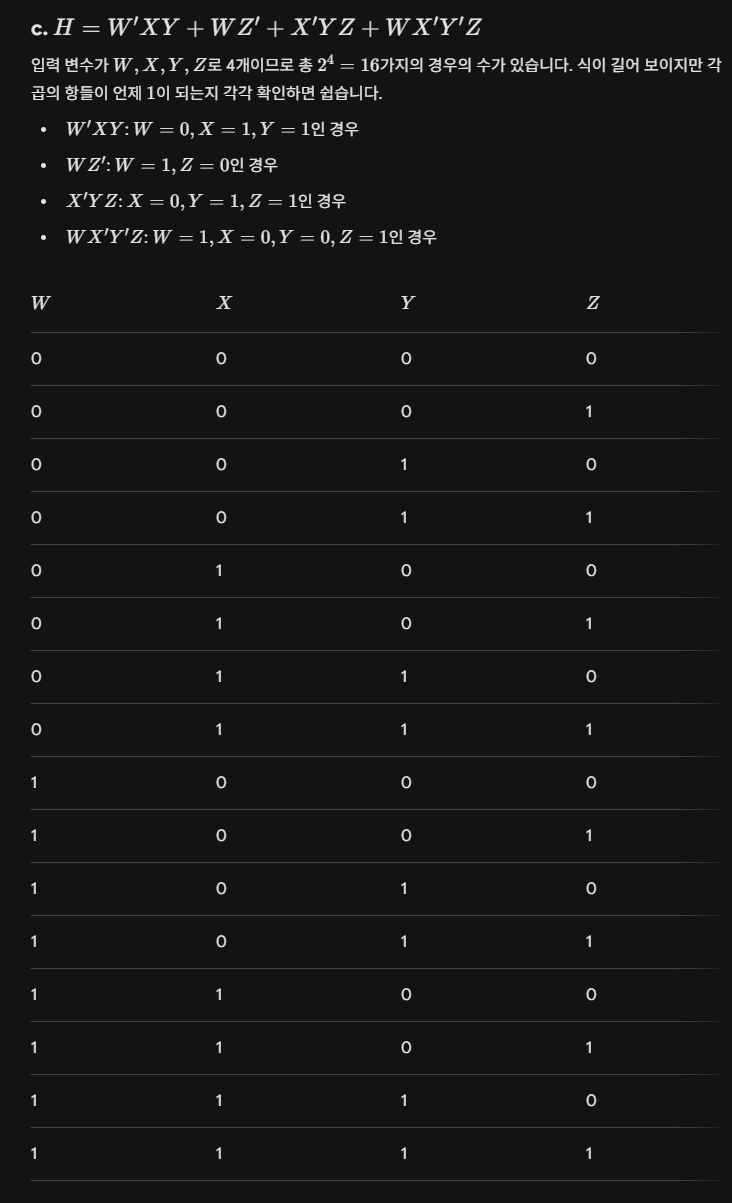 c. H = W′XY + WZ′ + X′YZ + WX′Y′Z
입력 변수가 W, X, Y, Z로 4개이므로 총 2⁴ = 16가지의 경우의 수가 있습니다. 식이 길어 보이지만 각
곱의 항들이 언제 1이 되는지 각각 확인하면 쉽습니다.
• W′XY: W = 0, X = 1, Y = 1인 경우
• WZ′: W = 1, Z = 0인 경우
• X′YZ: X = 0, Y = 1, Z = 1인 경우
• WX′Y′Z: W = 1, X = 0, Y = 0, Z = 1인 경우
W X Y Z
0 0 0 0
0 0 0 1
0 0 1 0
0 0 1 1
0 1 0 0
0 1 0 1
0 1 1 0
0 1 1 1
1 0 0 0
1 0 0 1
1 0 1 0
1 0 1 1
1 1 0 0
1 1 0 1
1 1 1 0
1 1 1 1